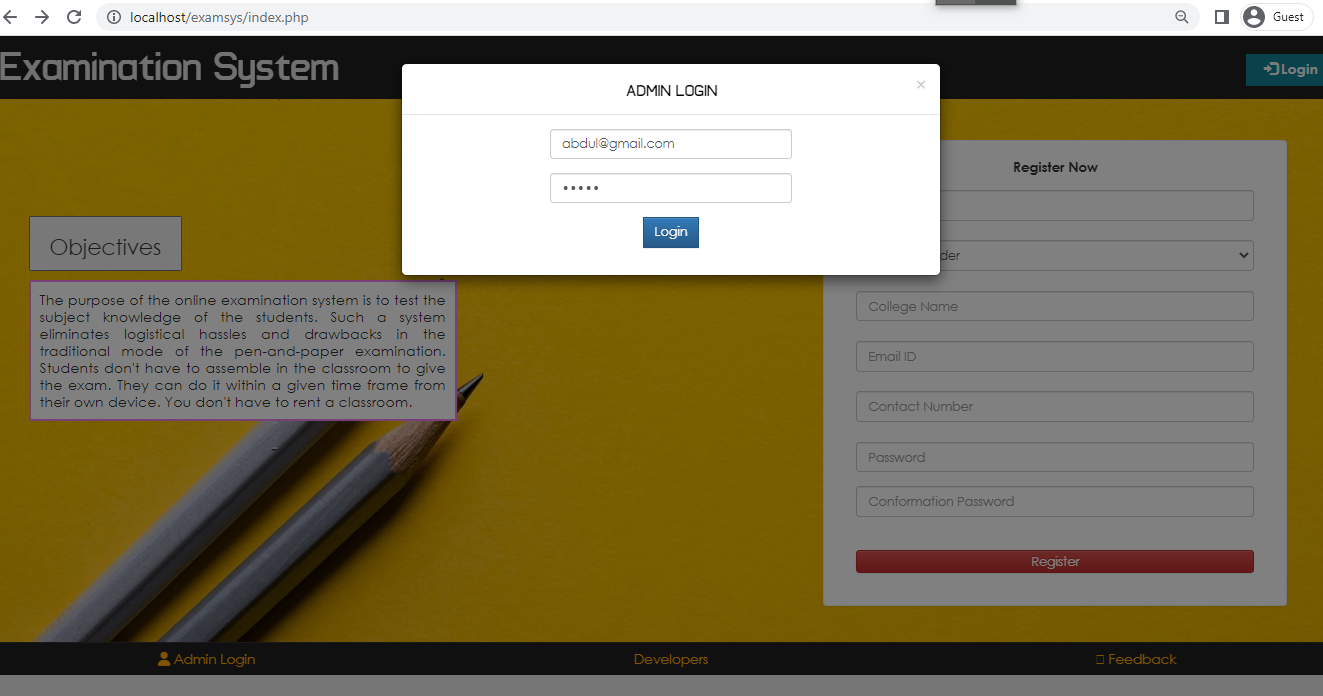 localhost/examsys/index.php
Guest
Examination System
Login
ADMIN LOGIN
×
abdul@gmail.com
•••••
Login
Objectives
The purpose of the online examination system is to test the
subject knowledge of the students. Such a system
eliminates logistical hassles and drawbacks in the
traditional mode of the pen-and-paper examination.
Students don't have to assemble in the classroom to give
the exam. They can do it within a given time frame from
their own device. You don't have to rent a classroom.
Register Now
College Name
Email ID
Contact Number
Password
Conformation Password
Register
Admin Login
Developers
Feedback